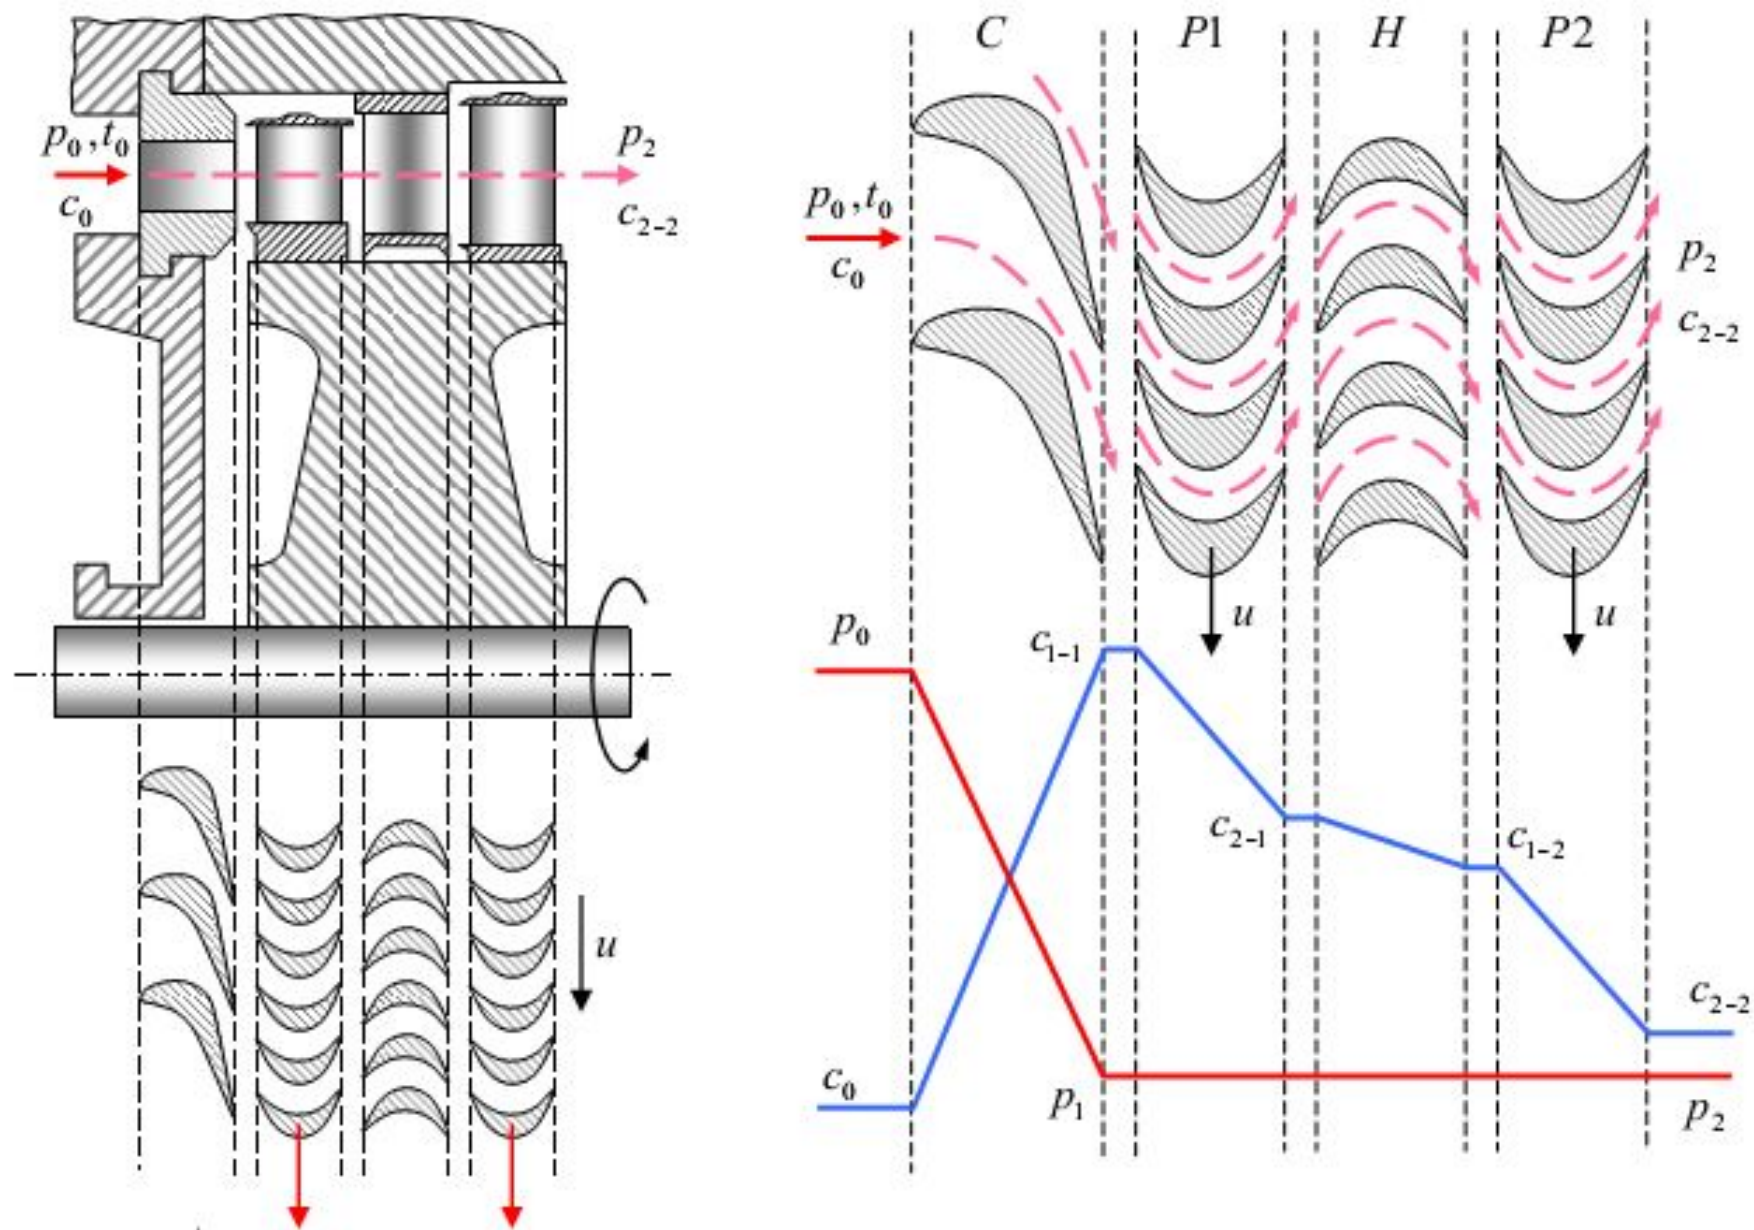 p₀, t₀
c₀
p₂
c₂₋₂
u
C P1 H P2
p₀, t₀
c₀
p₂
c₂₋₂
u u
p₀
c₁₋₁
c₂₋₁
c₁₋₂
c₂₋₂
c₀
p₁
p₂